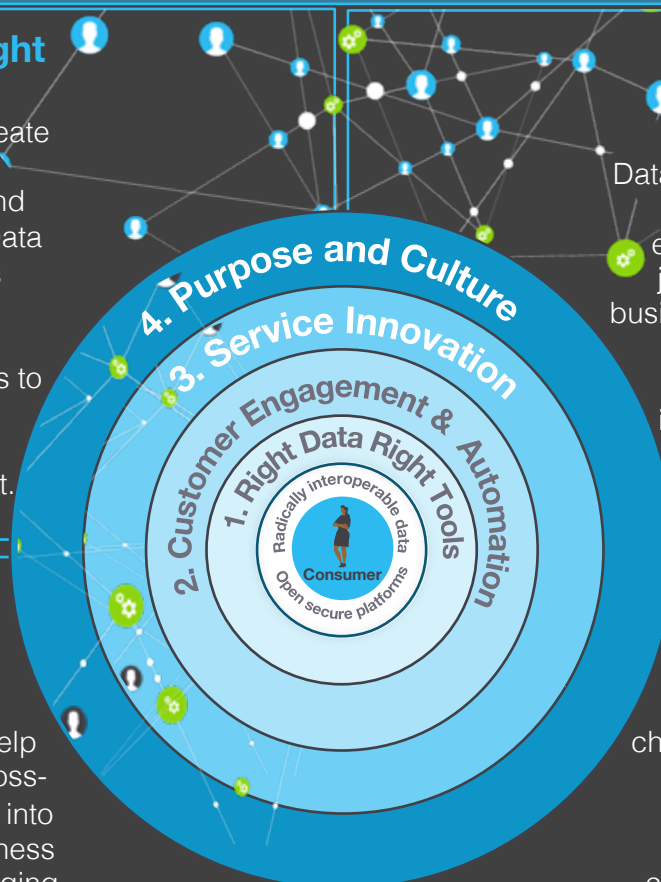 ght
eate
nd
ata
s to
t.
Data
busi
4. Purpose and Culture
3. Service Innovation
2. Customer Engagement & Automation
1. Right Data Right Tools
Radically interoperable data
Consumer
Open secure platforms
elp
oss-
into
ness
ging
ch